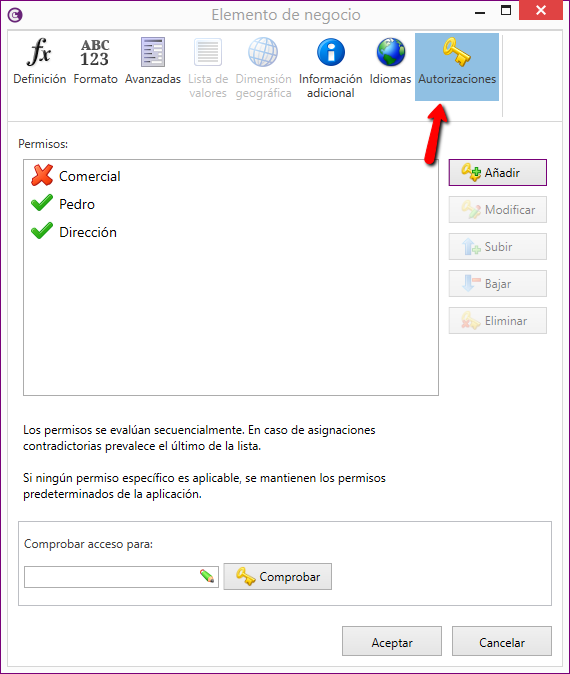 Elemento de negocio
fx
ABC
123
Definición
Formato
Avanzadas
Lista de
valores
Dimensión
geográfica
Información
adicional
Idiomas
Autorizaciones
Permisos:
Comercial
Pedro
Dirección
Añadir
Modificar
Subir
Bajar
Eliminar
Los permisos se evalúan secuencialmente. En caso de asignaciones
contradictorias prevalece el último de la lista.
Si ningún permiso específico es aplicable, se mantienen los permisos
predeterminados de la aplicación.
Comprobar acceso para:
Comprobar
Aceptar
Cancelar